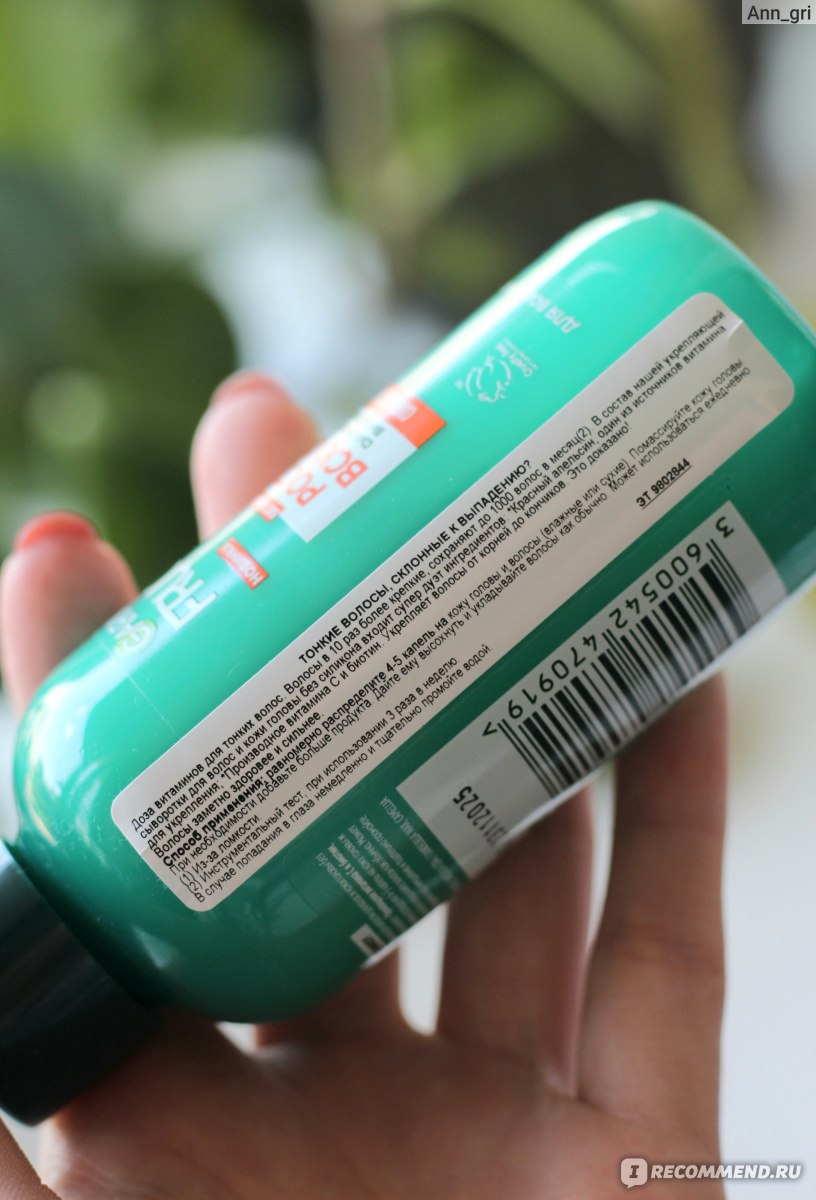 Ann_gri
Cruelty Free
НОВИНКА
ТОНКИЕ ВОЛОСЫ, СКЛОННЫЕ К ВЫПАДЕНИЮ?
Доза витаминов для тонких волос. Волосы в 10 раз более крепкие, сохраняют до 1000 волос в месяц(2). В состав нашей укрепляющей
сыворотки для волос и кожи головы без силикона входит супер дуэт ингредиентов *Красный апельсин, один из источников витамина
для укрепления, *Производное витамина С и биотин. Укрепляет волосы от корней до кончиков. Это доказано!
Волосы заметно здоровее и сильнее
Способ применения: равномерно распределите 4-5 капель на кожу головы и волосы (влажные или сухие). Помассируйте кожу головы
При необходимости добавьте больше продукта. Дайте ему высохнуть и укладывайте волосы как обычно. Может использоваться ежедневно
(1) Из-за ломкости
(2) Инструментальный тест, при использовании 3 раза в неделю
В случае попадания в глаза немедленно и тщательно промойте водой
ЭТ 9802844
3 600542 470919 >
112025
IRECOMMEND.RU